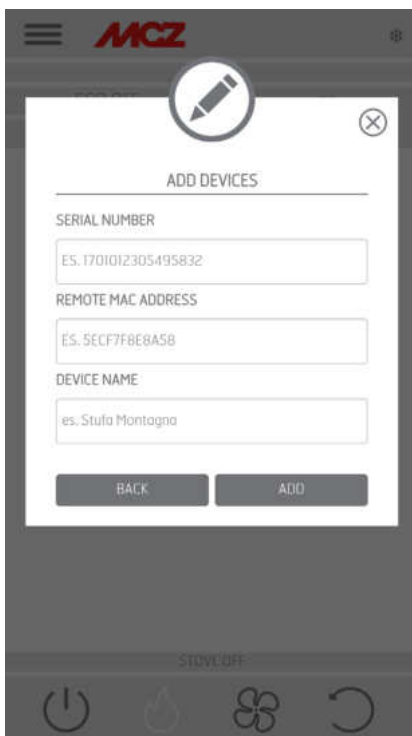 MCZ
ADD DEVICES
SERIAL NUMBER
ES. 1701012305495832
REMOTE MAC ADDRESS
ES. 5ECF7F8E8A58
DEVICE NAME
es. Stufa Montagna
BACK ADD
STOVE OFF